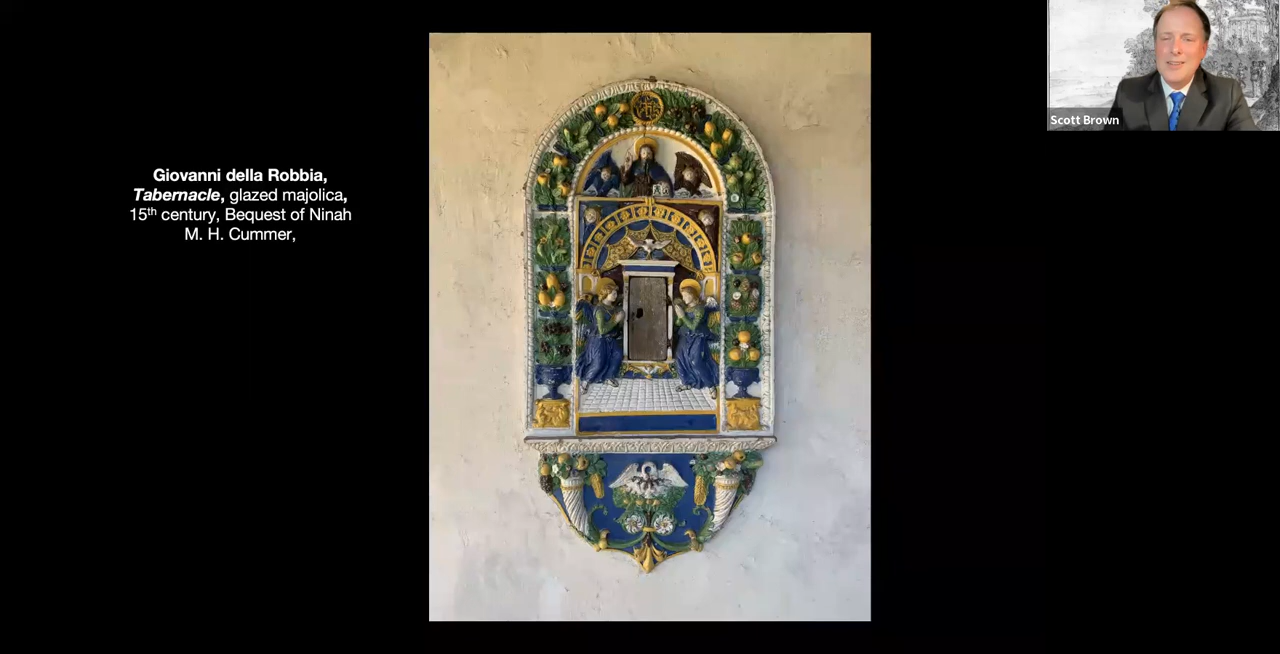 Giovanni della Robbia,
Tabernacle, glazed majolica,
15th century, Bequest of Ninah
M. H. Cummer,
Scott Brown